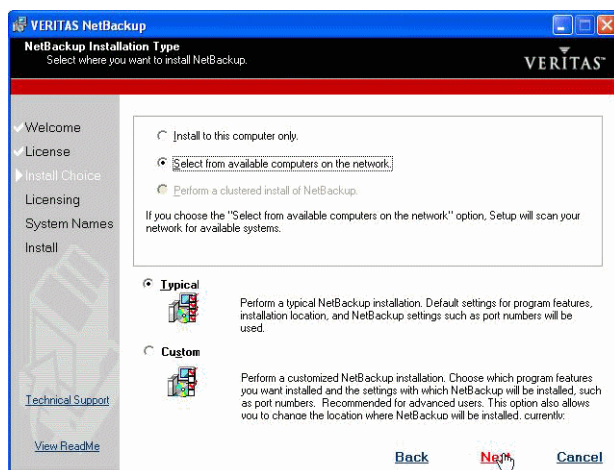 VERITAS NetBackup
NetBackup Installation Type
Select where you want to install NetBackup.
VERITAS™
Welcome
License
Install Choice
Licensing
System Names
Install
Technical Support
View ReadMe
Install to this computer only.
Select from available computers on the network.
Perform a clustered install of NetBackup.
If you choose the "Select from available computers on the network" option, Setup will scan your
network for available systems.
Typical
Perform a typical NetBackup installation. Default settings for program features,
installation location, and NetBackup settings such as port numbers will be
used.
Custom
Perform a customized NetBackup installation. Choose which program features
you want installed and the settings with which NetBackup will be installed, such
as port numbers. Recommended for advanced users. This option also allows
you to change the location where NetBackup will be installed, currently:
Back
Next
Cancel